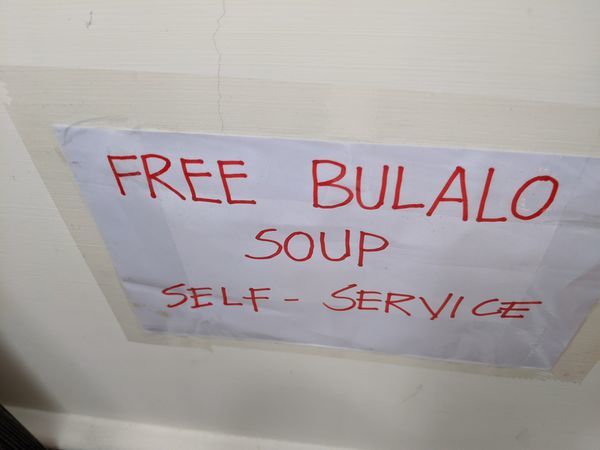 FREE BULALO
SOUP
SELF - SERVICE